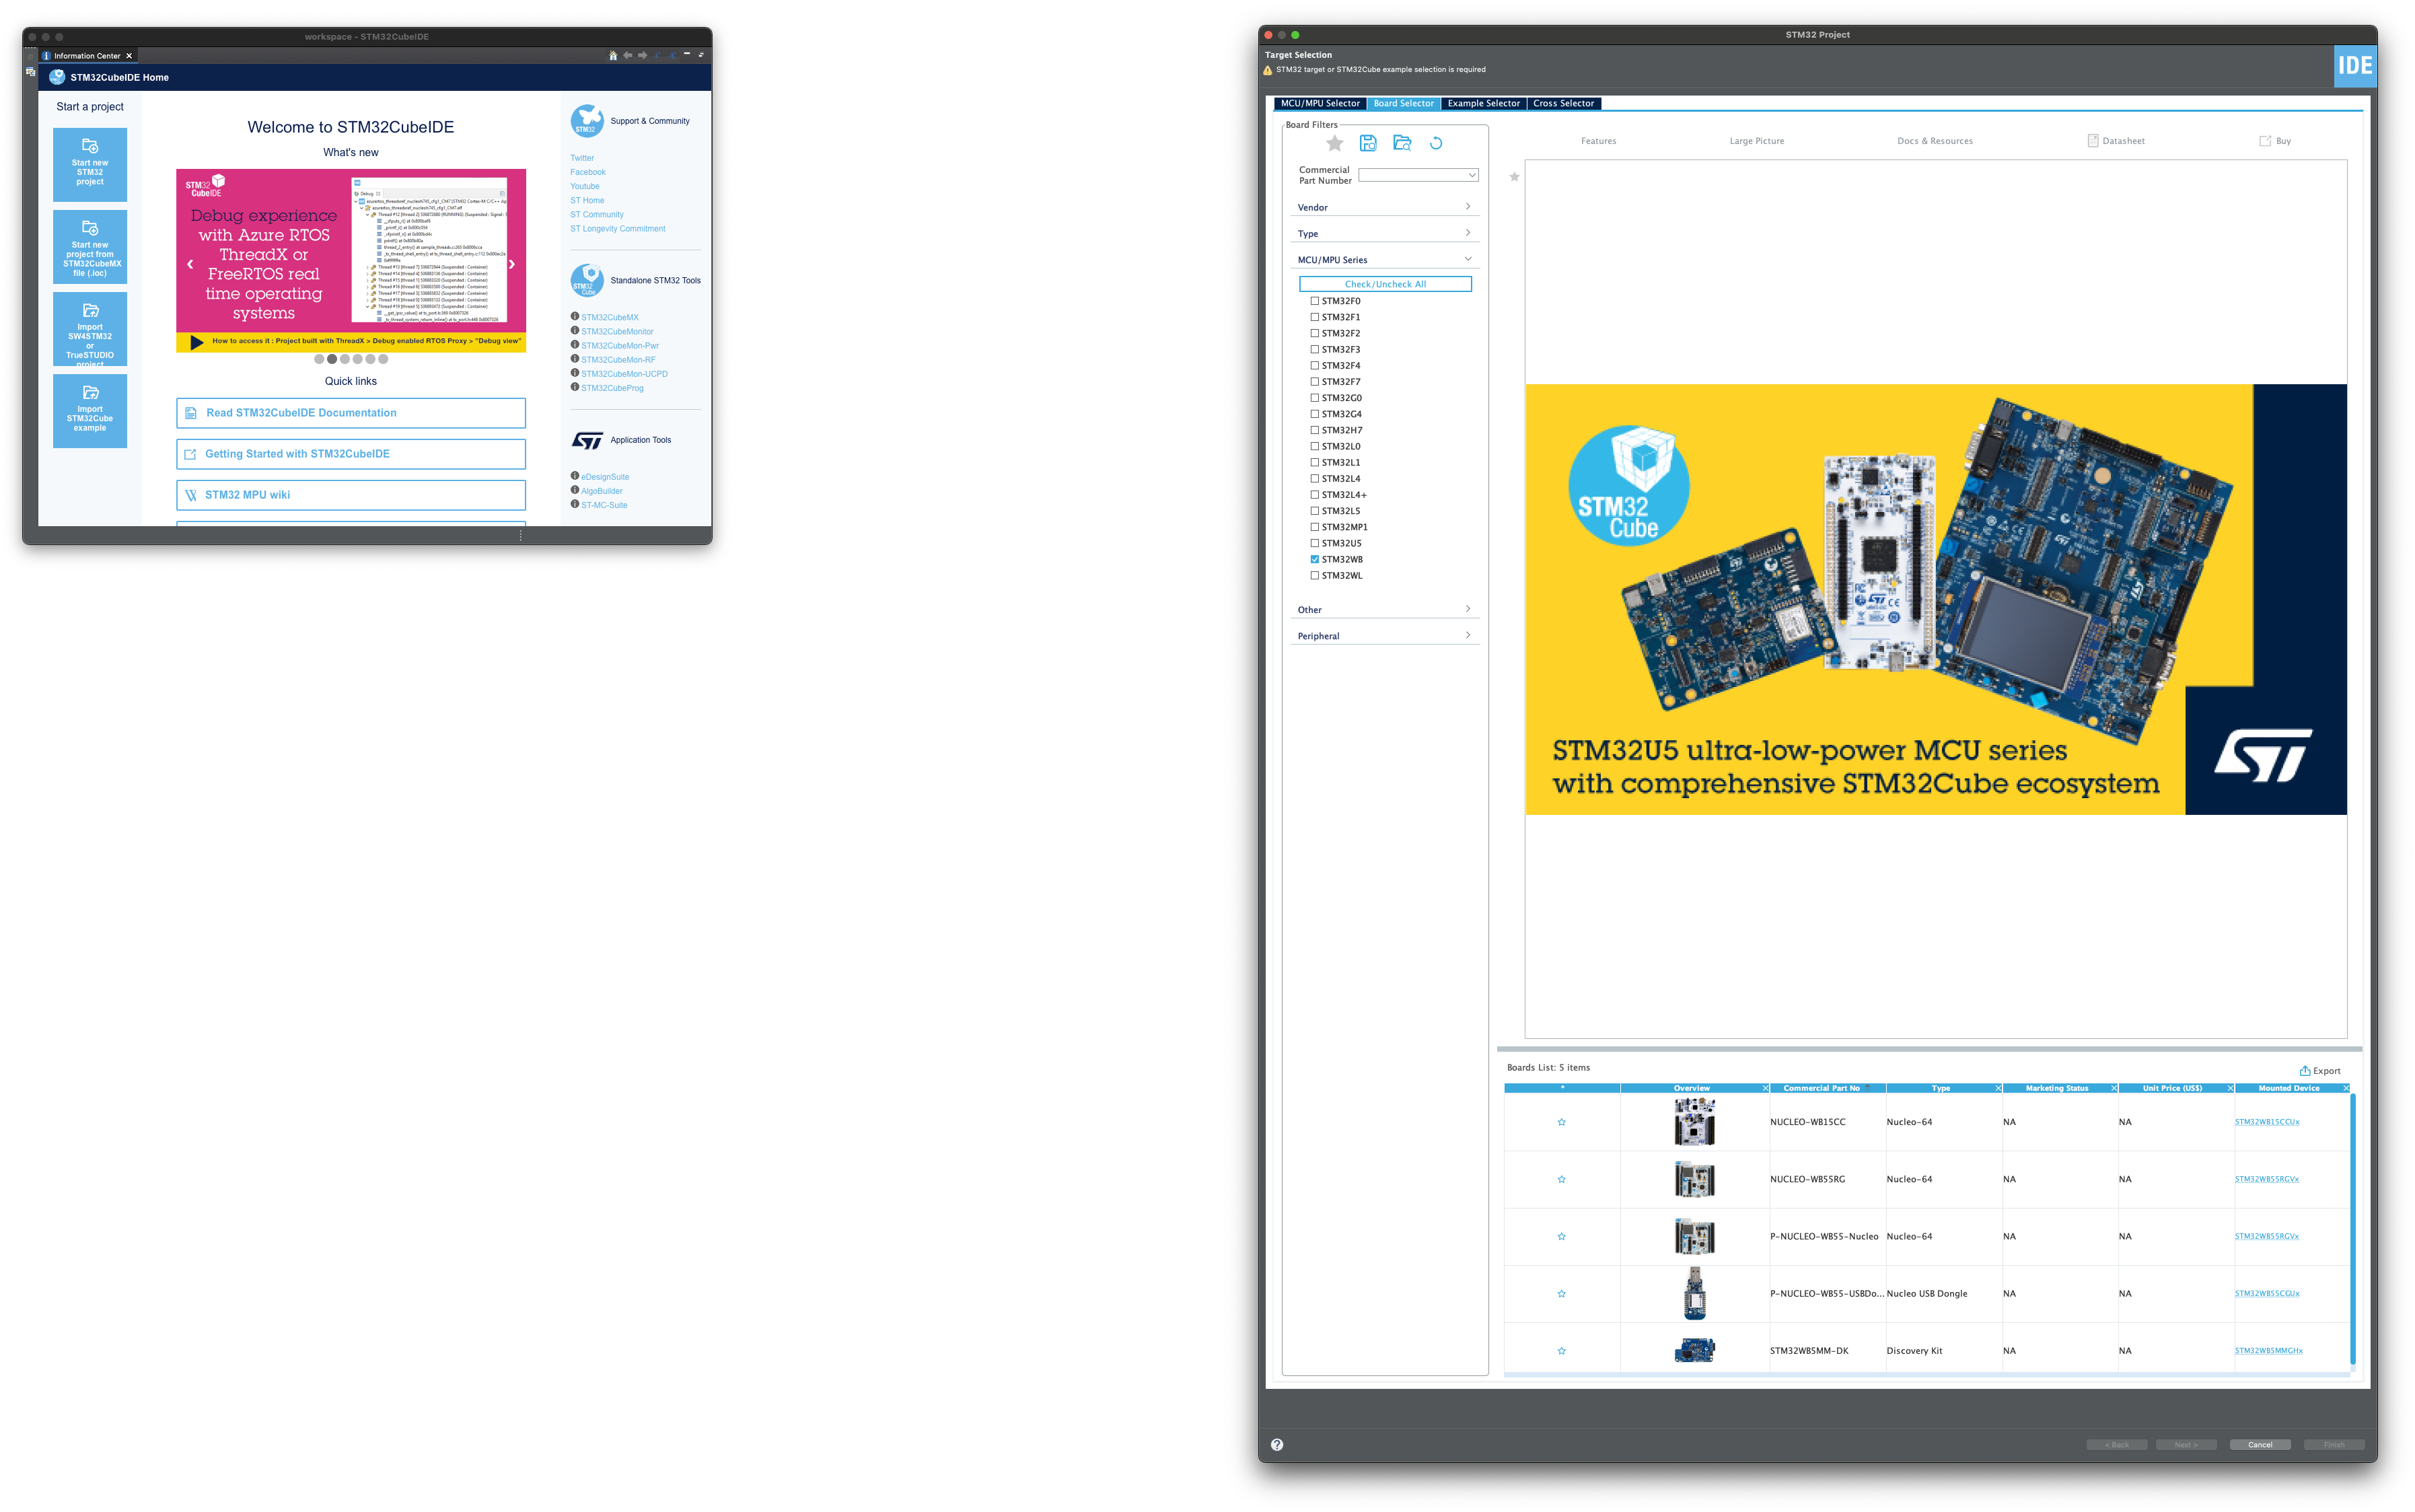 workspace - STM32CubeIDE
Information Center
STM32CubeIDE Home
Start a project
Start new
STM32
project
Start new
project from
STM32CubeMX
file (.ioc)
Import
SW4STM32
or
TrueSTUDIO
project
Import
STM32Cube
example
Welcome to STM32CubeIDE
What's new
STM32
CubeIDE
Debug experience
with Azure RTOS
ThreadX or
FreeRTOS real
time operating
systems
Debug
How to access it : Project built with ThreadX > Debug enabled RTOS Proxy > "Debug view"
Quick links
Read STM32CubeIDE Documentation
Getting Started with STM32CubeIDE
STM32 MPU wiki
STM32
Support & Community
Twitter
Facebook
Youtube
ST Home
ST Community
ST Longevity Commitment
STM32
Cube
Standalone STM32 Tools
STM32CubeMX
STM32CubeMonitor
STM32CubeMon-Pwr
STM32CubeMon-RF
STM32CubeMon-UCPD
STM32CubeProg
ST
Application Tools
eDesignSuite
AlgoBuilder
ST-MC-Suite
STM32 Project
Target Selection
STM32 target or STM32Cube example selection is required
IDE
MCU/MPU Selector
Board Selector
Example Selector
Cross Selector
Board Filters
Commercial
Part Number
Vendor
Type
MCU/MPU Series
Check/Uncheck All
STM32F0
STM32F1
STM32F2
STM32F3
STM32F4
STM32F7
STM32G0
STM32G4
STM32H7
STM32L0
STM32L1
STM32L4
STM32L4+
STM32L5
STM32MP1
STM32U5
STM32WB
STM32WL
Other
Peripheral
Features
Large Picture
Docs & Resources
Datasheet
Buy
STM32
Cube
STM32U5 ultra-low-power MCU series
with comprehensive STM32Cube ecosystem
ST
Boards List: 5 items
Export
* Overview Commercial Part No Type Marketing Status Unit Price (US$) Mounted Device
NUCLEO-WB15CC Nucleo-64 NA NA STM32WB15CCUx
NUCLEO-WB55RG Nucleo-64 NA NA STM32WB55RGVx
P-NUCLEO-WB55-Nucleo Nucleo-64 NA NA STM32WB55RGVx
P-NUCLEO-WB55-USBDo... Nucleo USB Dongle NA NA STM32WB55CGUx
STM32WB5MM-DK Discovery Kit NA NA STM32WB5MMGHx
< Back
Next >
Cancel
Finish